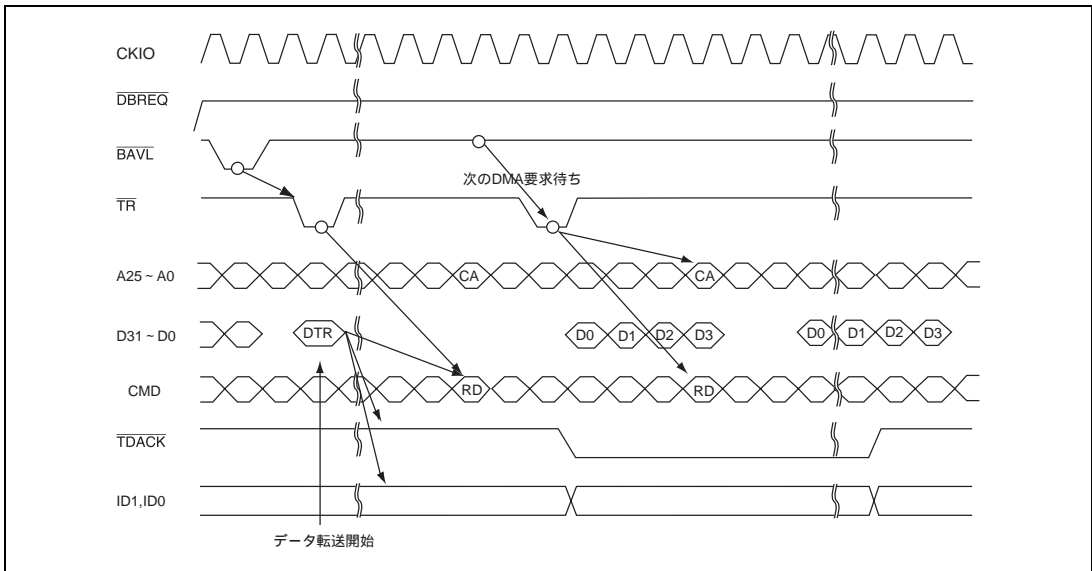 CKIO
DBREQ
BAVL
次のDMA要求待ち
TR
A25 ~ A0
CA
CA
D31 ~ D0
DTR
D0
D1
D2
D3
D0
D1
D2
D3
CMD
RD
RD
TDACK
ID1,ID0
データ転送開始